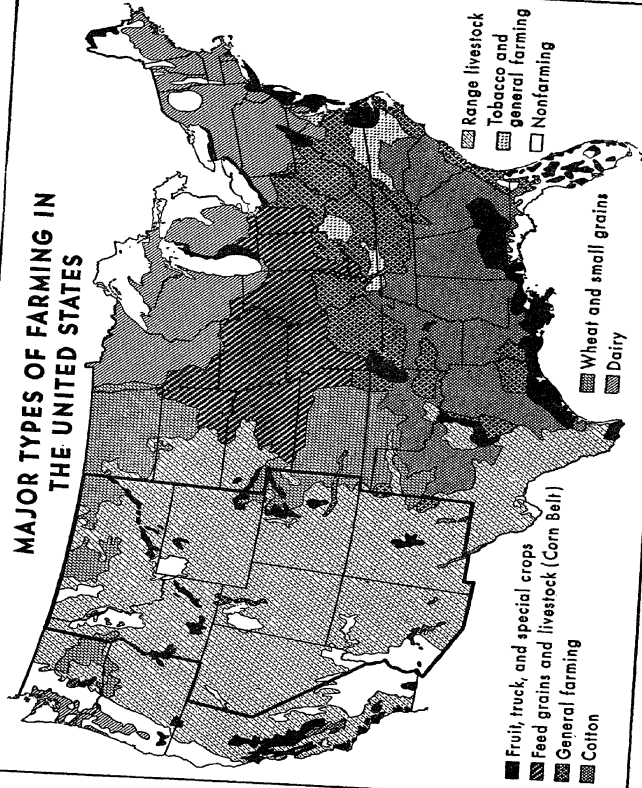 MAJOR TYPES OF FARMING IN
THE UNITED STATES
Fruit, truck, and special crops
Feed grains and livestock (Corn Belt)
General farming
Cotton
Wheat and small grains
Dairy
Range livestock
Tobacco and
general farming
Nonfarming